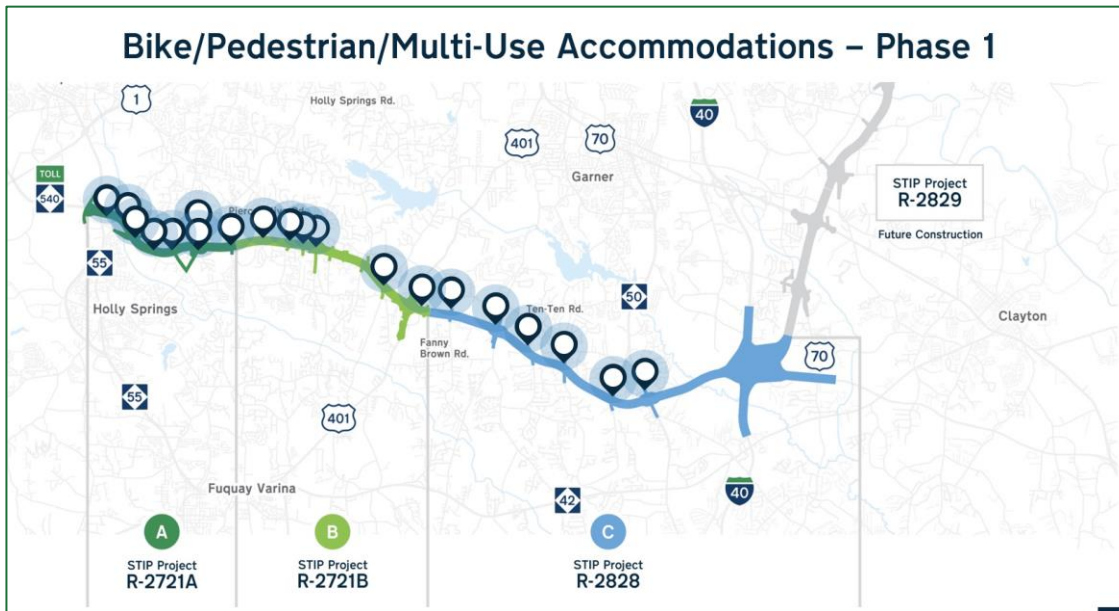 Bike/Pedestrian/Multi-Use Accommodations – Phase 1
1
Holly Springs Rd.
401
70
40
Garner
TOLL
540
STIP Project
R-2829
Future Construction
55
Holly Springs
50
Ten-Ten Rd.
Clayton
Fanny
Brown Rd.
70
55
401
Fuquay Varina
42
40
A
STIP Project
R-2721A
B
STIP Project
R-2721B
C
STIP Project
R-2828